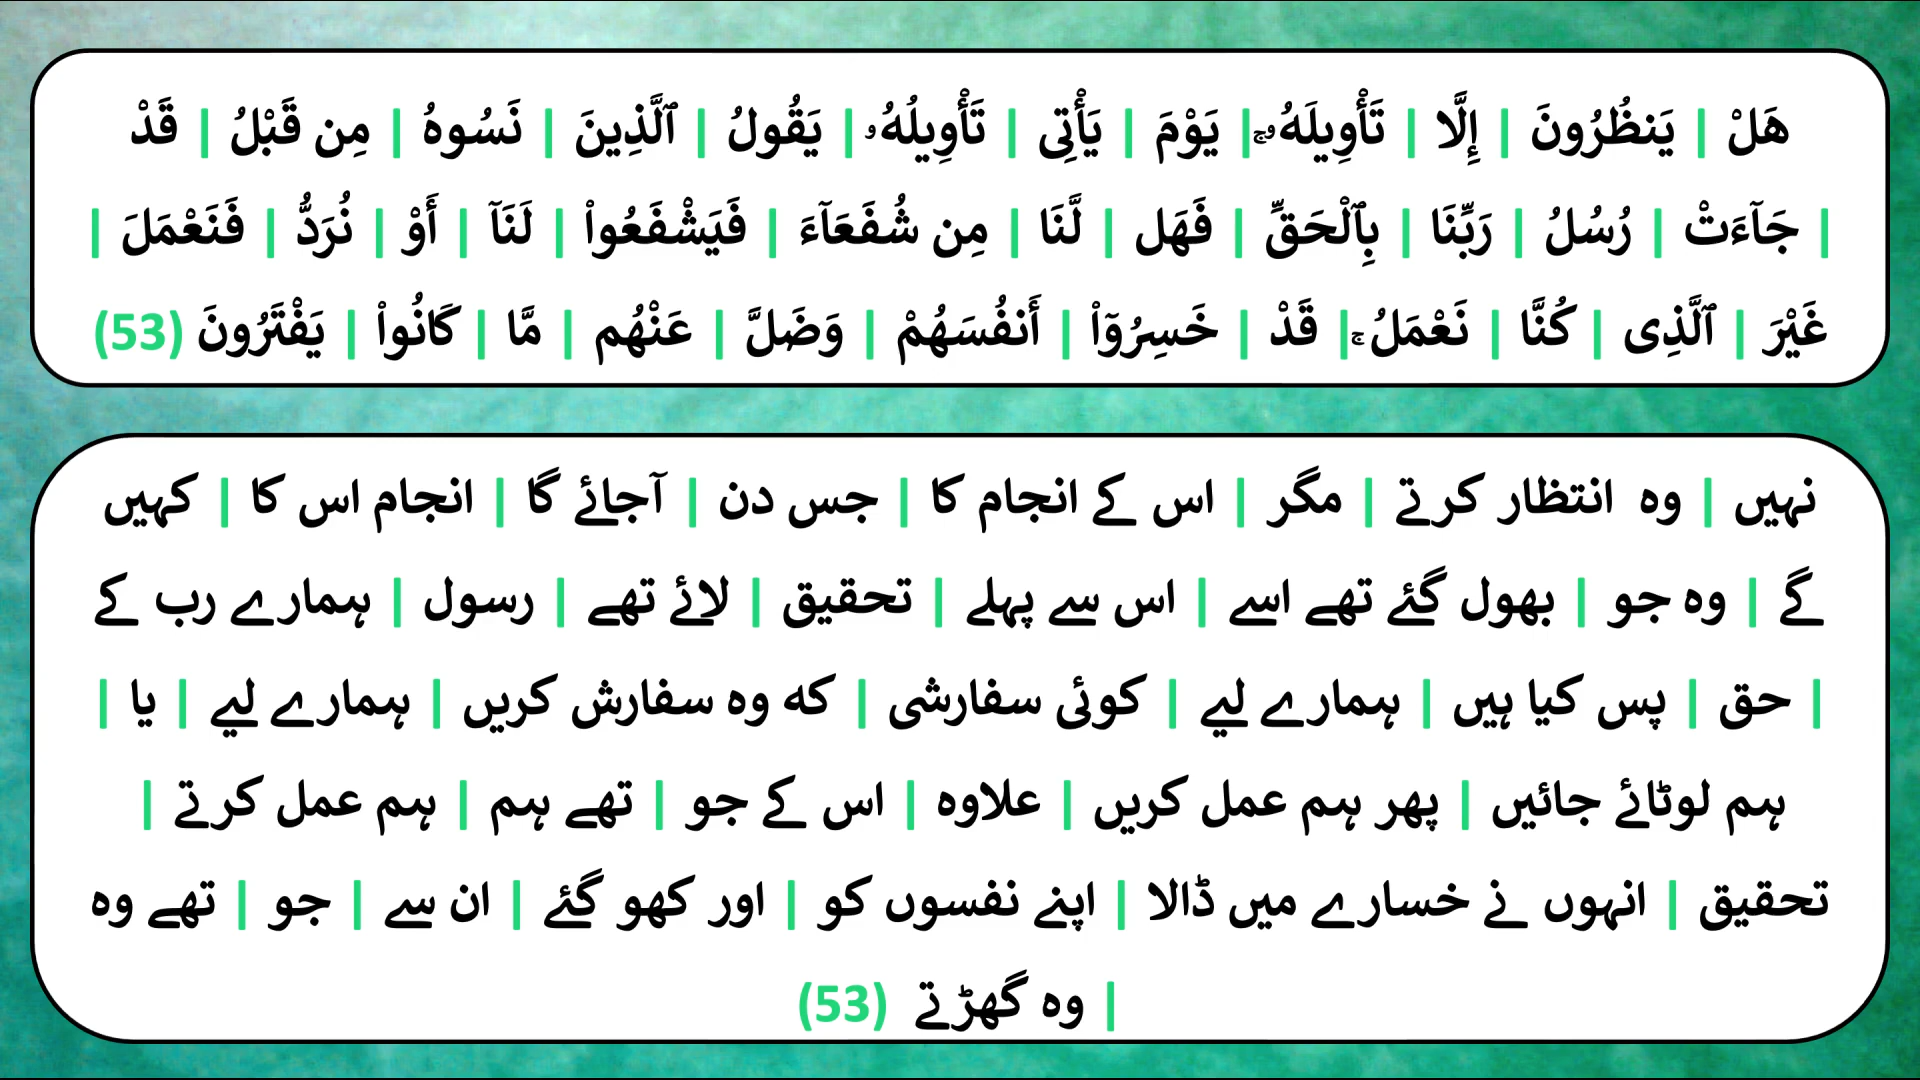 هَلْ | يَنظُرُونَ | إِلَّا | تَأْوِيلَهُۥۚ | يَوْمَ | يَأْتِى | تَأْوِيلُهُۥ | يَقُولُ | ٱلَّذِينَ | نَسُوهُ | مِن قَبْلُ | قَدْ
| جَآءَتْ | رُسُلُ | رَبِّنَا | بِٱلْحَقِّ | فَهَل | لَّنَا | مِن شُفَعَآءَ | فَيَشْفَعُوا۟ | لَنَآ | أَوْ | نُرَدُّ | فَنَعْمَلَ |
غَيْرَ | ٱلَّذِى | كُنَّا | نَعْمَلُۚ | قَدْ | خَسِرُوٓا۟ | أَنفُسَهُمْ | وَضَلَّ | عَنْهُم | مَّا | كَانُوا۟ | يَفْتَرُونَ (53)
نہیں | وہ انتظار کرتے | مگر | اس کے انجام کا | جس دن | آجائے گا | انجام اس کا | کہیں
گے | وہ جو | بھول گئے تھے اسے | اس سے پہلے | تحقیق | لائے تھے | رسول | ہمارے رب کے
| حق | پس کیا ہیں | ہمارے لیے | کوئی سفارشی | که وہ سفارش کریں | ہمارے لیے | یا |
ہم لوٹائے جائیں | پھر ہم عمل کریں | علاوہ | اس کے جو | تھے ہم | ہم عمل کرتے |
تحقیق | انہوں نے خسارے میں ڈالا | اپنے نفسوں کو | اور کھو گئے | ان سے | جو | تھے وہ
| وہ گھڑتے (53)